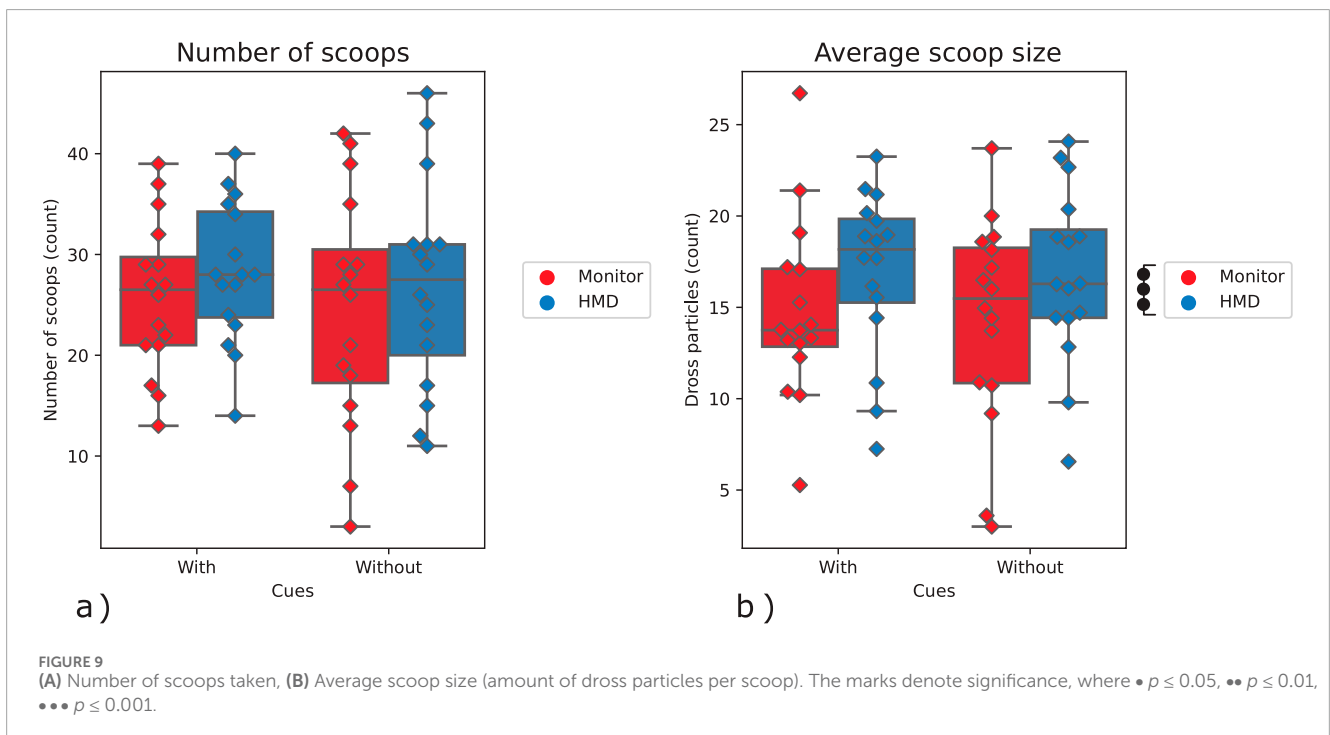 Number of scoops
Number of scoops (count)
40
30
20
10
With
Without
Cues
a)
Monitor
HMD
Average scoop size
Dross particles (count)
25
20
15
10
5
With
Without
Cues
b)
Monitor
HMD
FIGURE 9
(A) Number of scoops taken, (B) Average scoop size (amount of dross particles per scoop). The marks denote significance, where • p ≤ 0.05, •• p ≤ 0.01,
••• p ≤ 0.001.